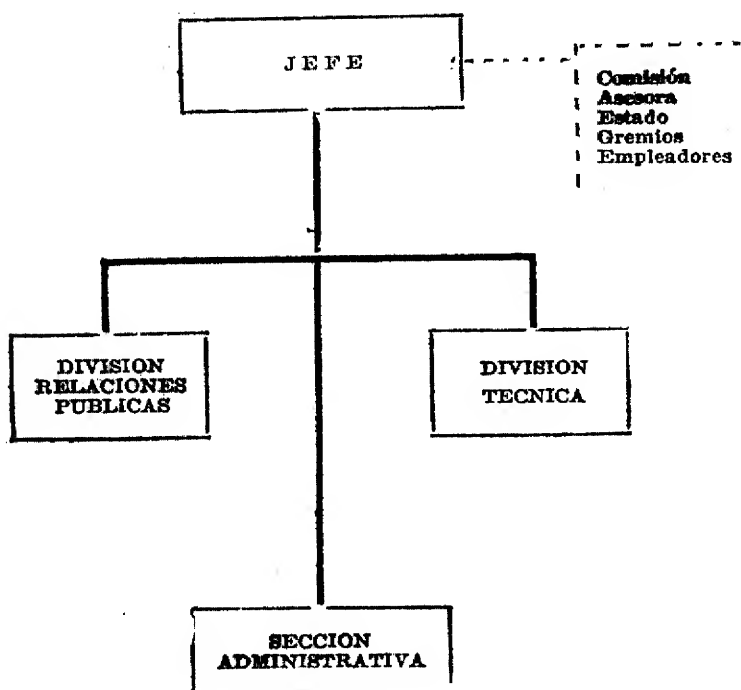 JEFE
Comisión
Asesora
Estado
Gremios
Empleadores
DIVISION
RELACIONES
PUBLICAS
DIVISION
TECNICA
SECCION
ADMINISTRATIVA